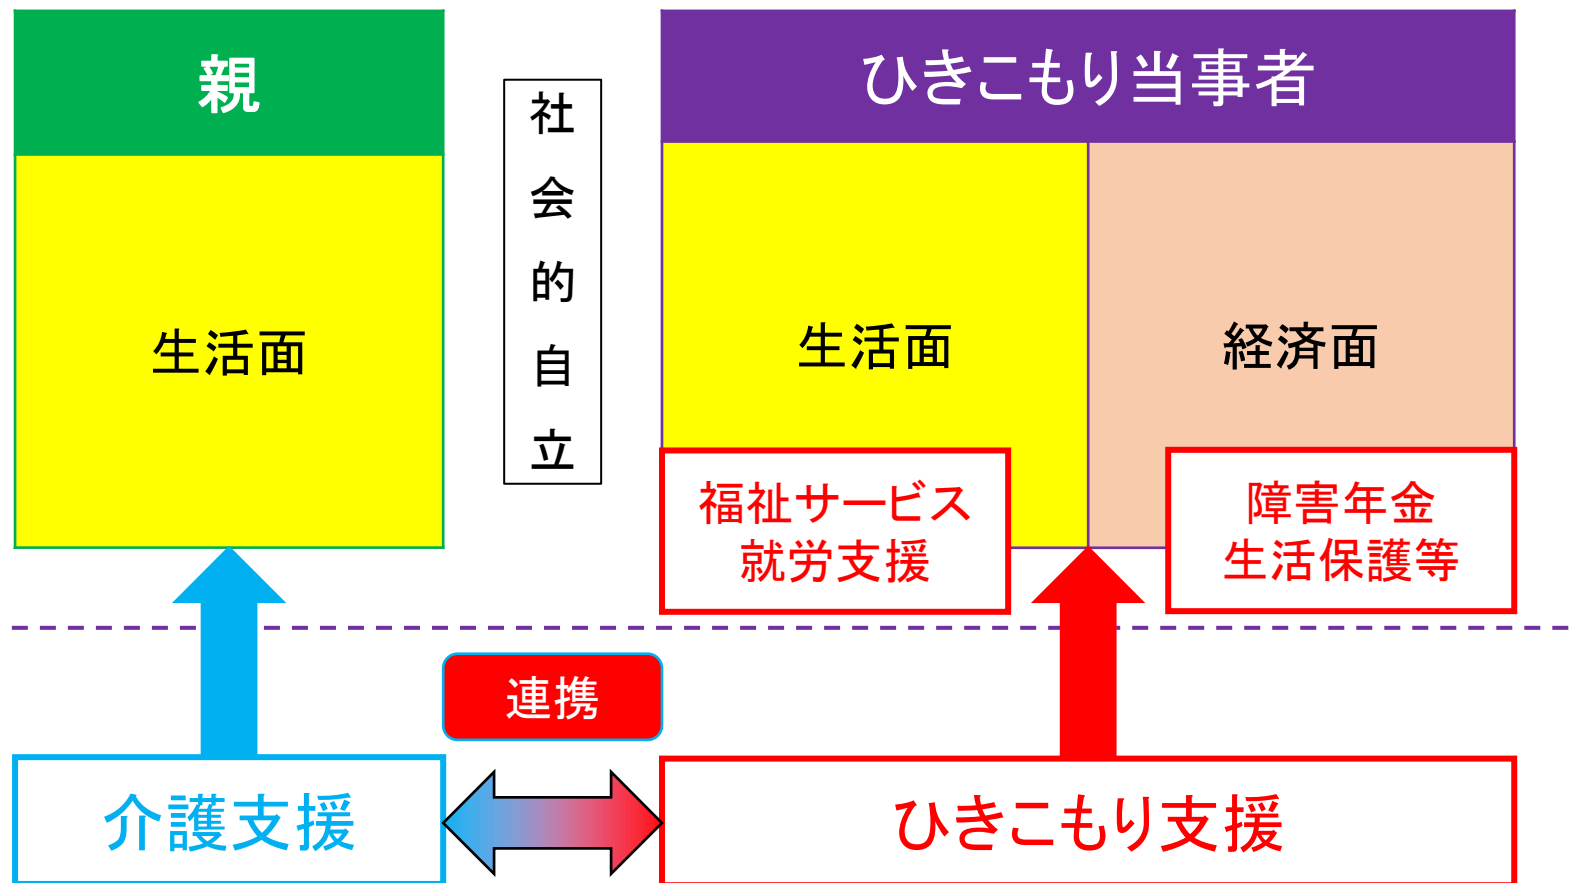 親
社会的自立
ひきこもり当事者
生活面
生活面
経済面
福祉サービス
就労支援
障害年金
生活保護等
連携
介護支援
ひきこもり支援